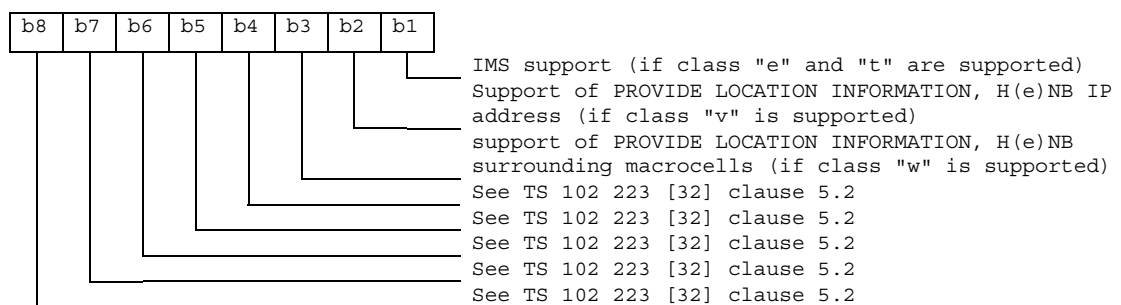 b8 b7 b6 b5 b4 b3 b2 b1
IMS support (if class "e" and "t" are supported)
Support of PROVIDE LOCATION INFORMATION, H(e)NB IP
address (if class "v" is supported)
support of PROVIDE LOCATION INFORMATION, H(e)NB
surrounding macrocells (if class "w" is supported)
See TS 102 223 [32] clause 5.2
See TS 102 223 [32] clause 5.2
See TS 102 223 [32] clause 5.2
See TS 102 223 [32] clause 5.2
See TS 102 223 [32] clause 5.2